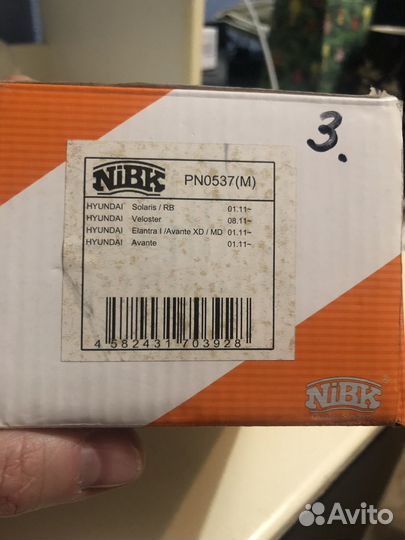 3.
NiBK PN0537(M)
HYUNDAI Solaris / RB 01.11~
HYUNDAI Veloster 08.11~
HYUNDAI Elantra I /Avante XD / MD 01.11~
HYUNDAI Avante 01.11~
4 582431 703928
NiBK
Avito